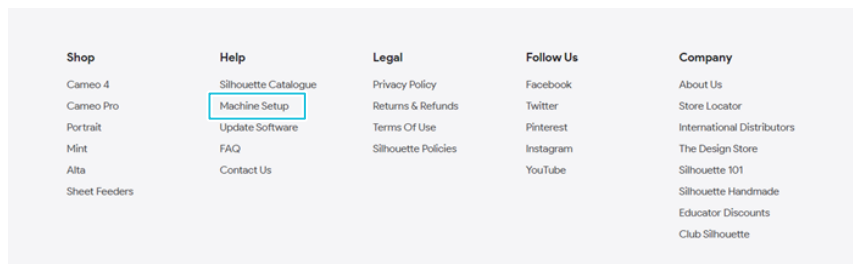 Shop
Cameo 4
Cameo Pro
Portrait
Mint
Alta
Sheet Feeders
Help
Silhouette Catalogue
Machine Setup
Update Software
FAQ
Contact Us
Legal
Privacy Policy
Returns & Refunds
Terms Of Use
Silhouette Policies
Follow Us
Facebook
Twitter
Pinterest
Instagram
YouTube
Company
About Us
Store Locator
International Distributors
The Design Store
Silhouette 101
Silhouette Handmade
Educator Discounts
Club Silhouette